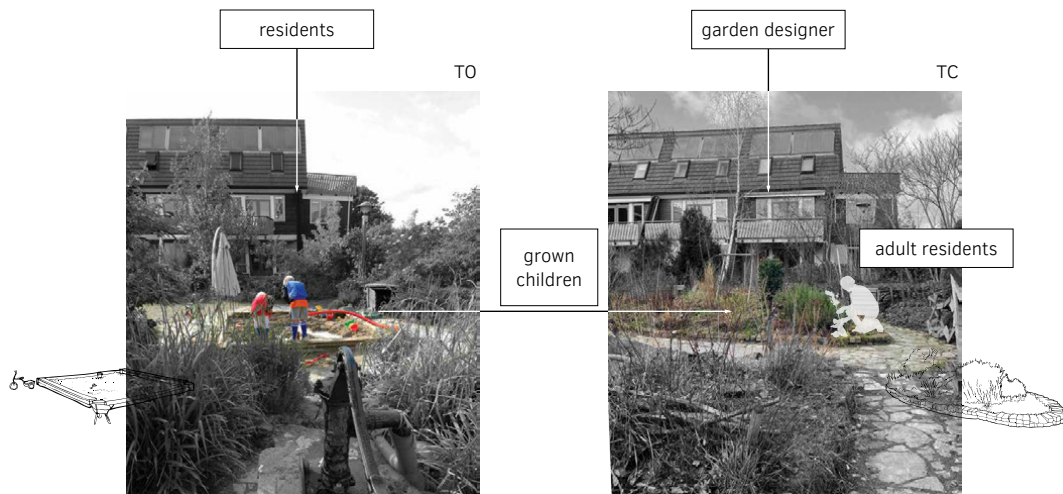 residents
garden designer
TO
TC
grown
children
adult residents